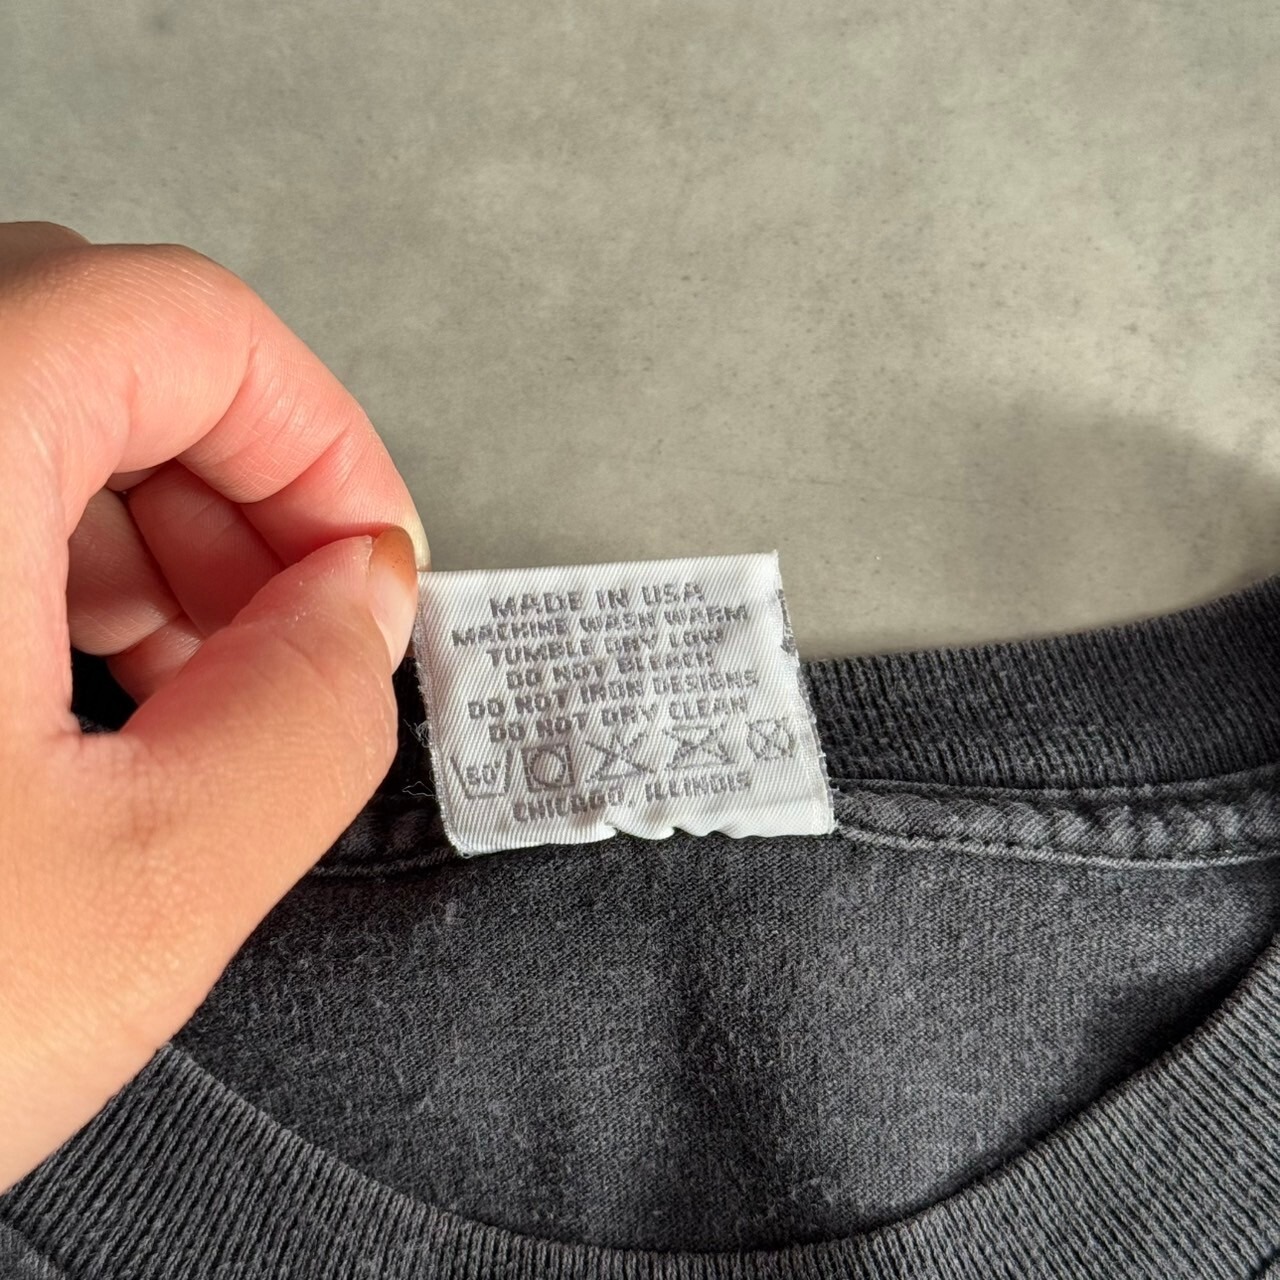 MADE IN USA
MACHINE WASH WARM
TUMBLE DRY LOW
DO NOT BLEACH
DO NOT IRON DESIGNS
DO NOT DRY CLEAN
80°
CHICAGO, ILLINOIS